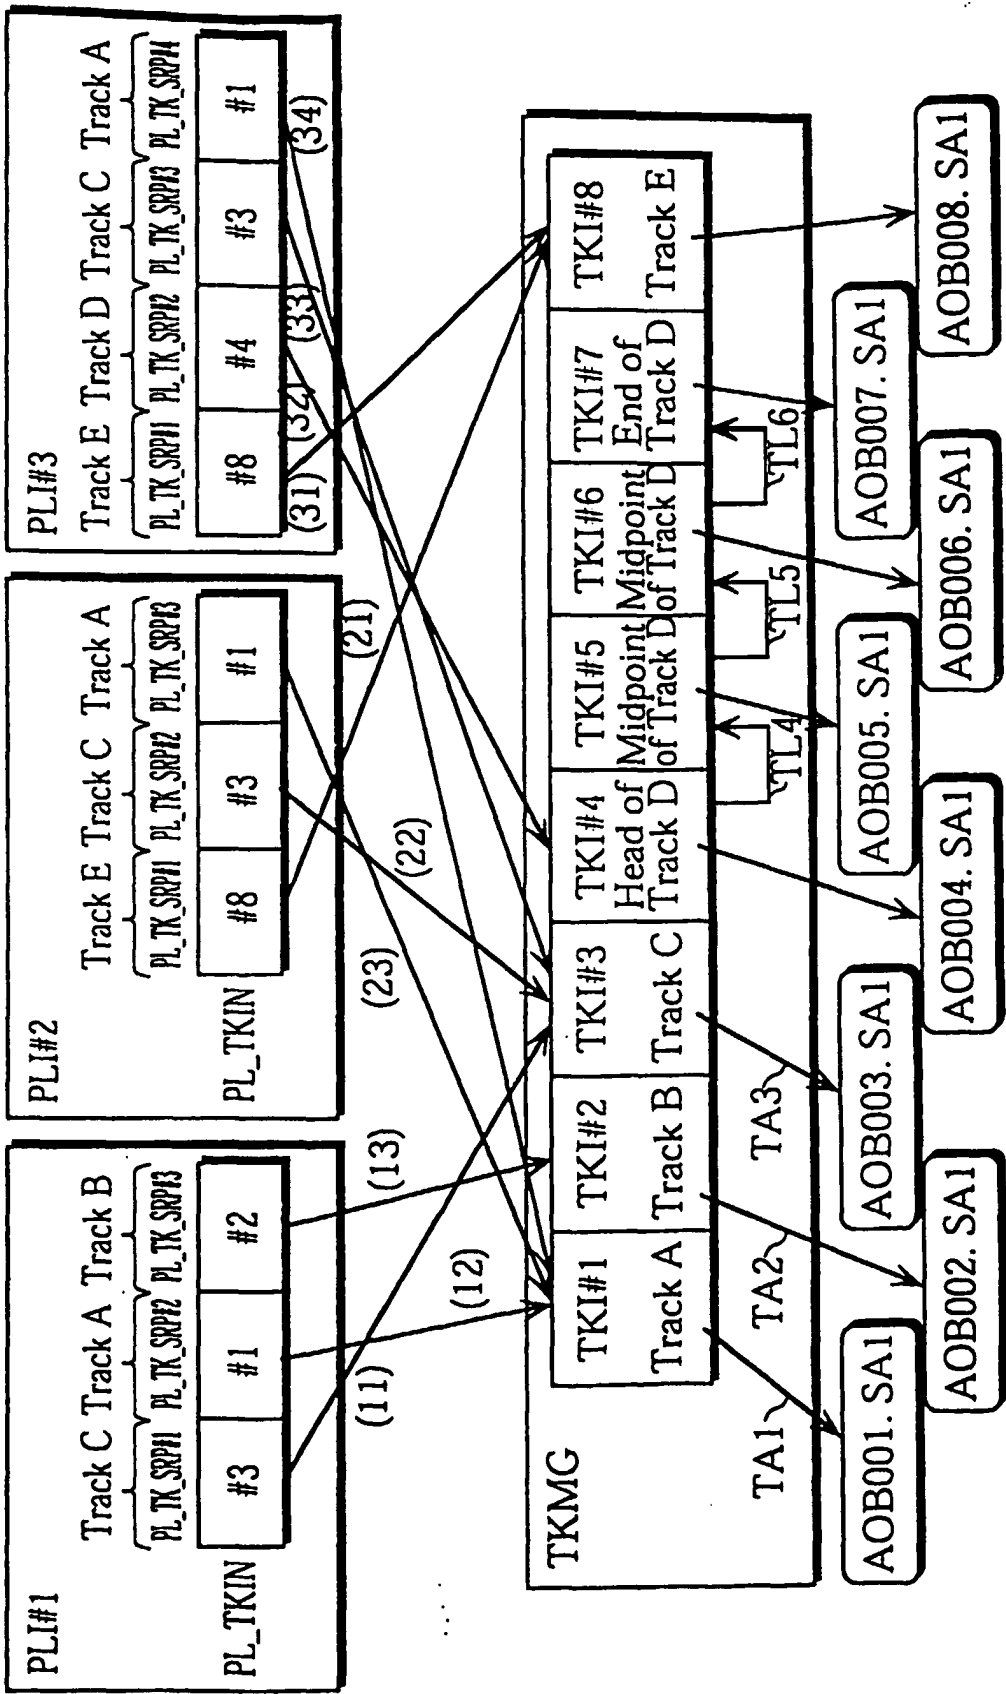 PLI#1
Track C Track A Track B
PL_TK_SRP#1 PL_TK_SRP#2 PL_TK_SRP#3
PL_TKIN
#3 #1 #2
PLI#2
Track E Track C Track A
PL_TK_SRP#1 PL_TK_SRP#2 PL_TK_SRP#3
PL_TKIN
#8 #3 #1
PLI#3
Track E Track D Track C Track A
PL_TK_SRP#1 PL_TK_SRP#2 PL_TK_SRP#3 PL_TK_SRP#4
#8 #4 #3 #1
(31) (32) (33) (34)
(11) (12) (13) (23) (22) (21)
TKMG
TKI#1
Track A
TKI#2
Track B
TKI#3
Track C
TKI#4
Head of
Track D
TKI#5
Midpoint
of Track D
TKI#6
Midpoint
of Track D
TKI#7
End of
Track D
TKI#8
Track E
TA1 TA2 TA3 TL4 TL5 TL6
AOB001. SA1
AOB002. SA1
AOB003. SA1
AOB004. SA1
AOB005. SA1
AOB006. SA1
AOB007. SA1
AOB008. SA1